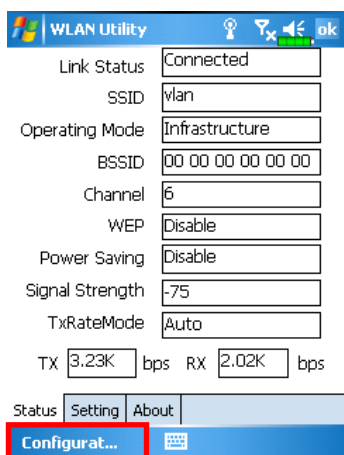 WLAN Utility ok
Link Status Connected
SSID vlan
Operating Mode Infrastructure
BSSID 00 00 00 00 00 00
Channel 6
WEP Disable
Power Saving Disable
Signal Strength -75
TxRateMode Auto
TX 3.23K bps RX 2.02K bps
Status Setting About
Configurat...